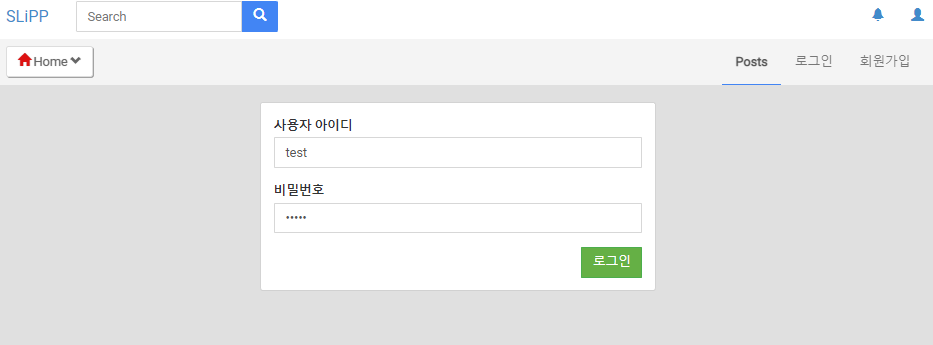 SLiPP Search
Home Posts 로그인 회원가입
사용자 아이디
test
비밀번호
•••••
로그인